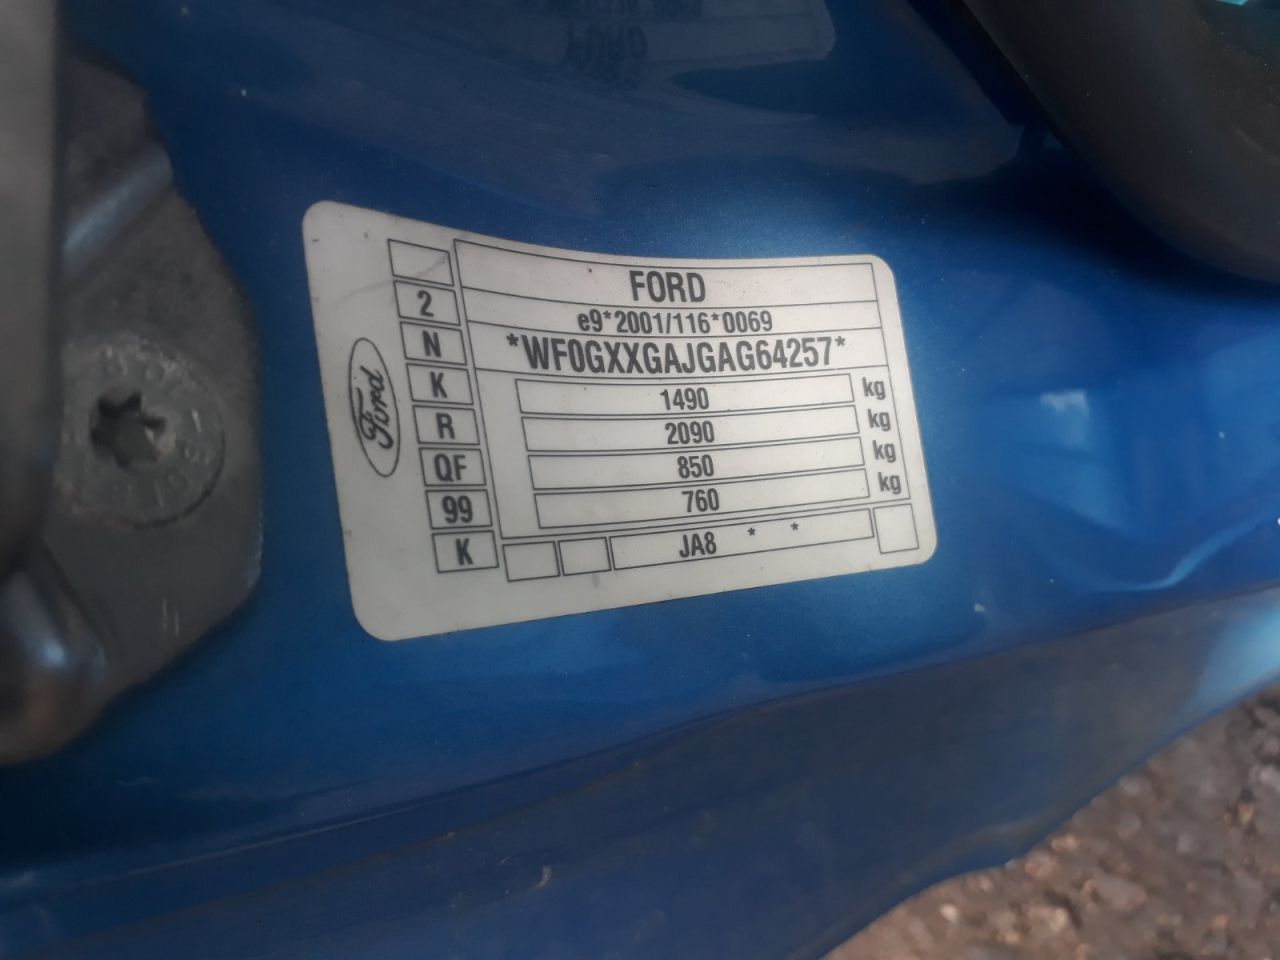 FORD
2 e9*2001/116*0069
N *WF0GXXGAJGAG64257*
K 1490 kg
R 2090 kg
QF 850 kg
99 760 kg
K JA8 * *
Ford